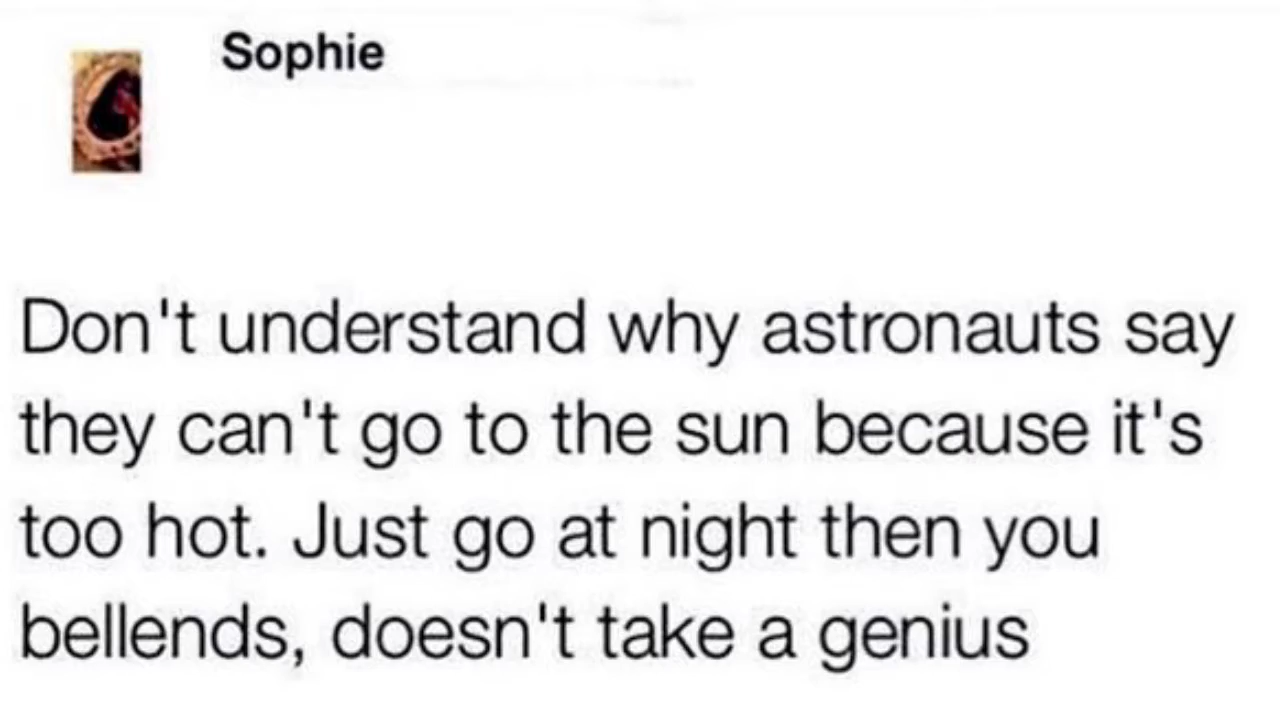 Sophie
Don't understand why astronauts say
they can't go to the sun because it's
too hot. Just go at night then you
bellends, doesn't take a genius